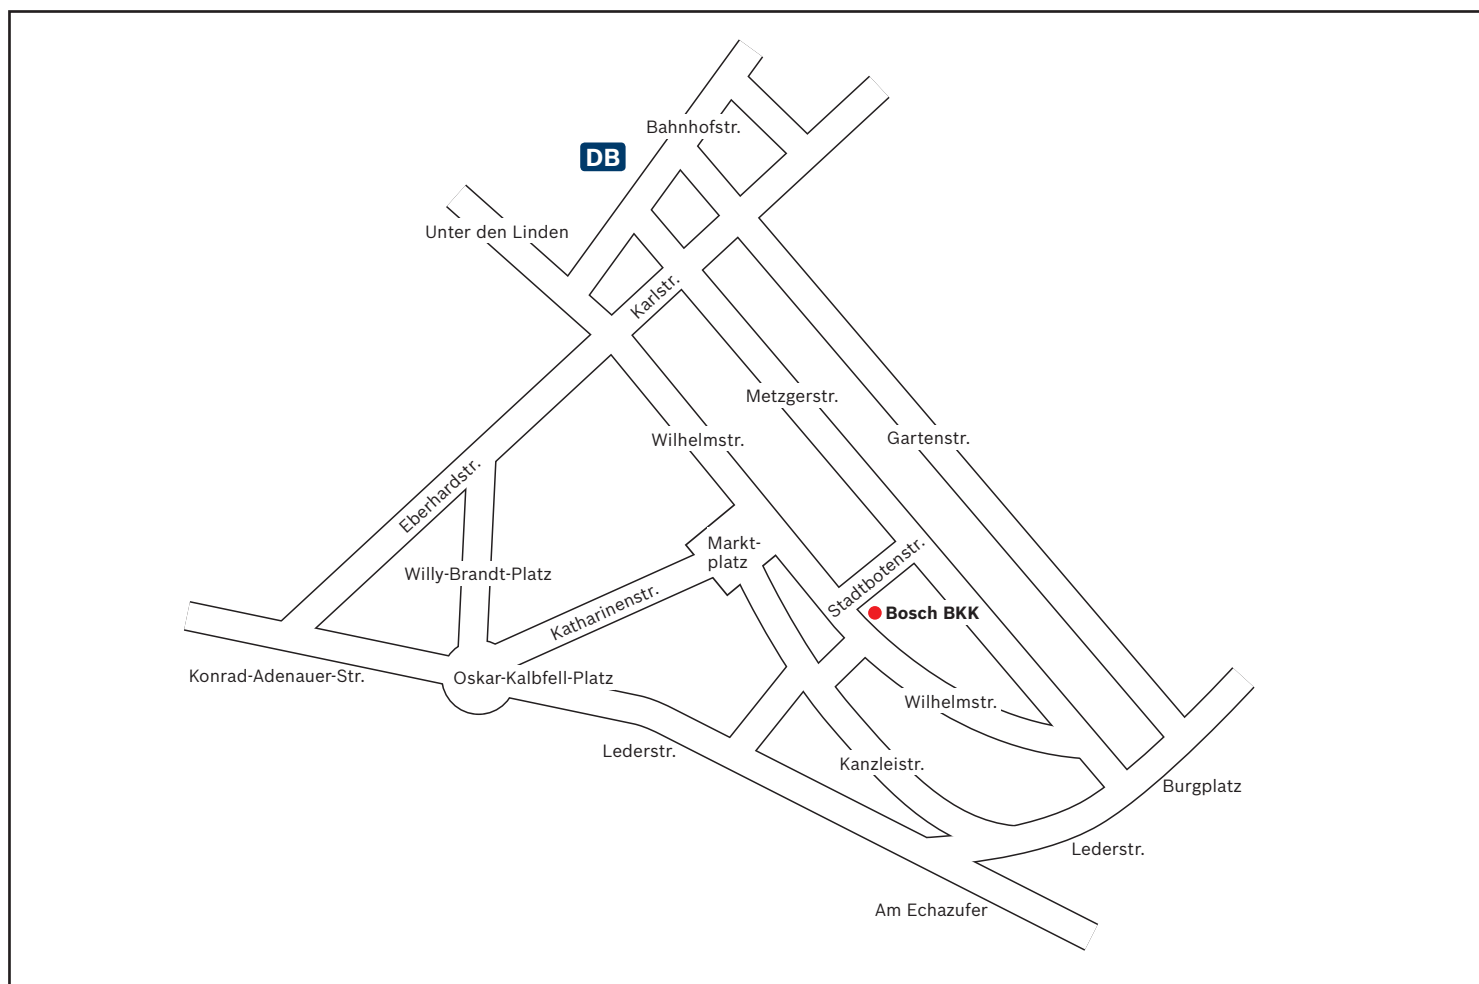 Bahnhofstr.
DB
Unter den Linden
Karlstr.
Metzgerstr.
Gartenstr.
Wilhelmstr.
Eberhardstr.
Markt-
platz
Stadtbotenstr.
Willy-Brandt-Platz
Katharinenstr.
Bosch BKK
Konrad-Adenauer-Str.
Oskar-Kalbfell-Platz
Wilhelmstr.
Lederstr.
Kanzleistr.
Burgplatz
Lederstr.
Am Echazufer